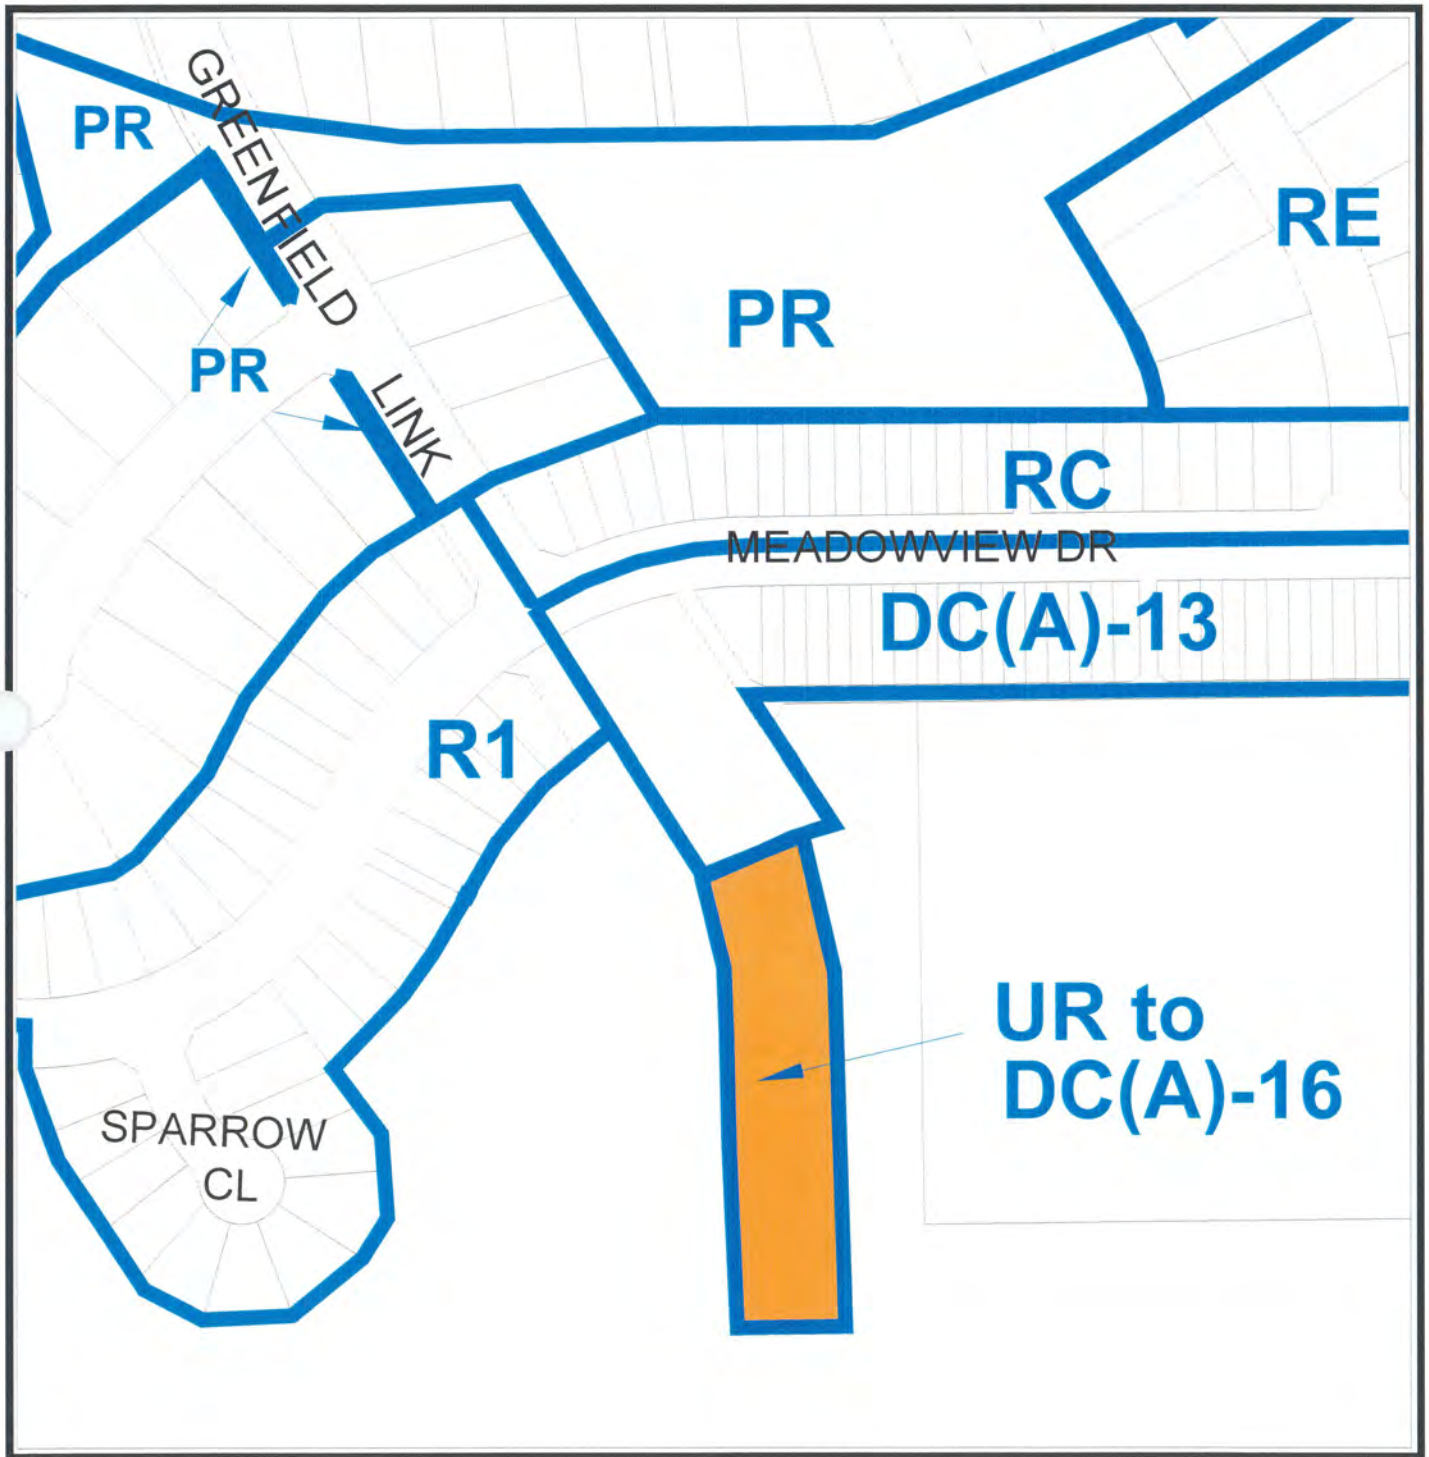 GREENFIELD
LINK
PR
RE
PR
PR
RC
MEADOWVIEW DR
DC(A)-13
R1
UR to
DC(A)-16
SPARROW
CL